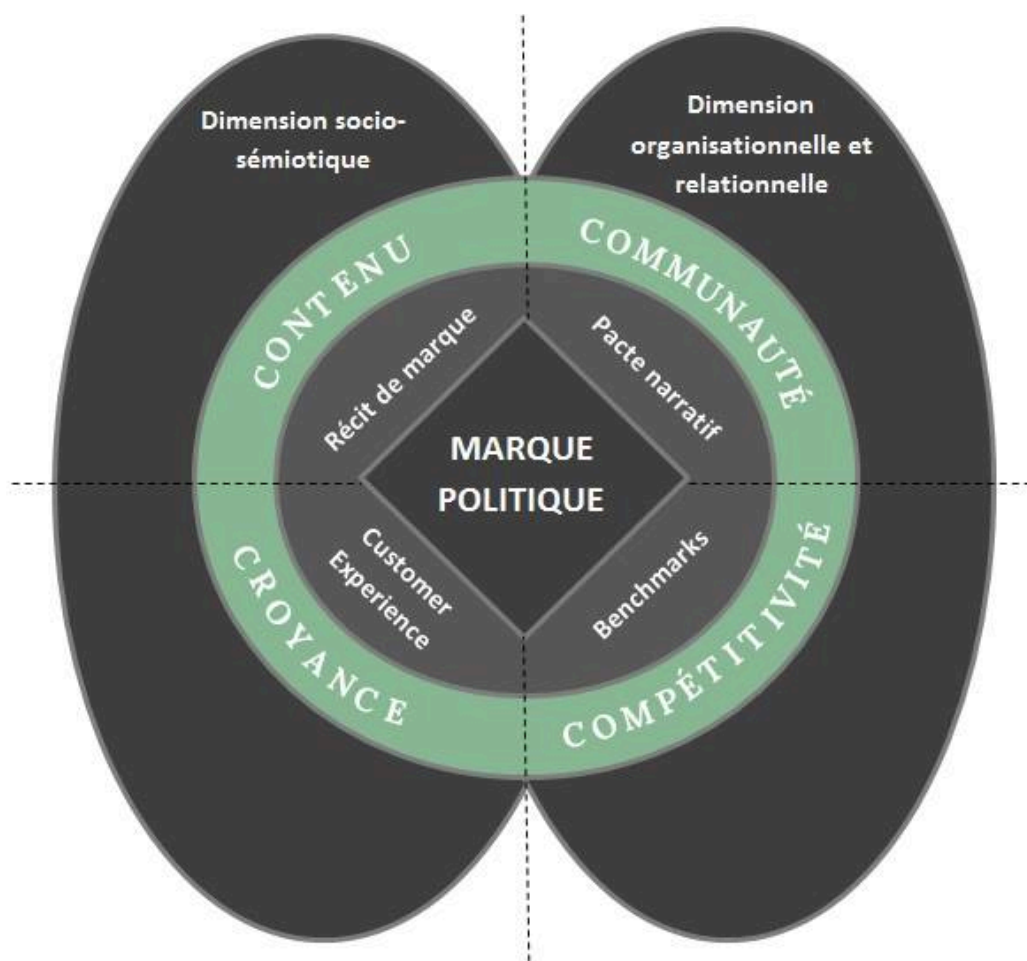 Dimension socio-
sémiotique
Dimension
organisationnelle et
relationnelle
CONTENU
COMMUNAUTÉ
Récit de marque
Pacte narratif
MARQUE
POLITIQUE
Customer
Experience
Benchmarks
CROYANCE
COMPÉTITIVITÉ